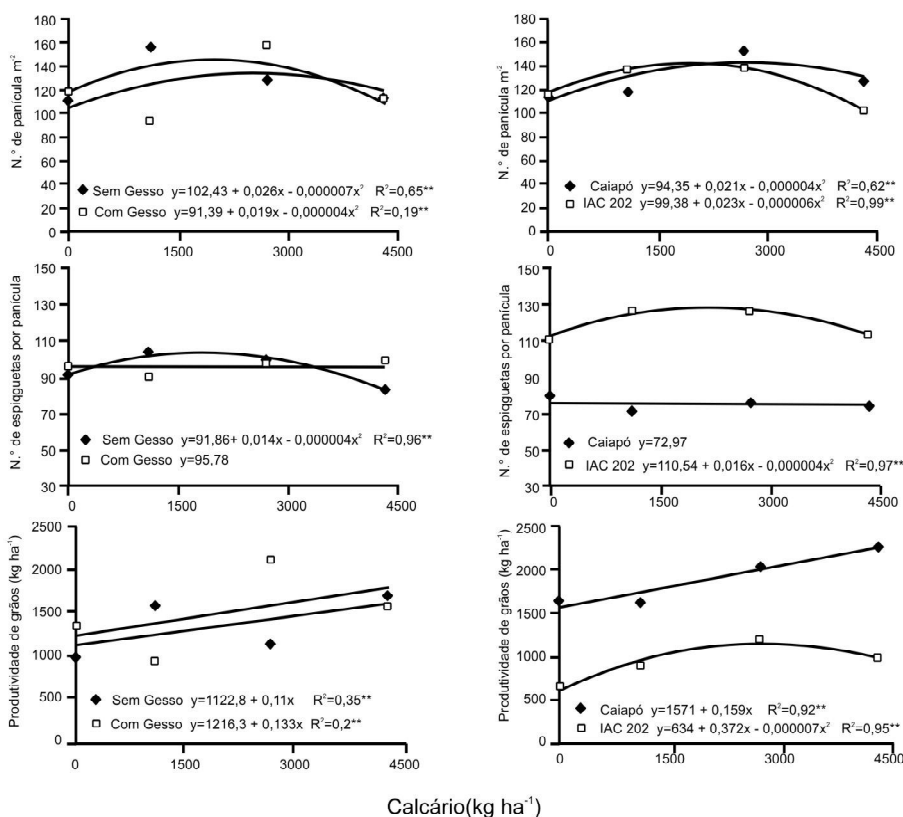 180
160
140
120
100
80
60
40
20
0
N.° de panícula m⁻²
◆ Sem Gesso y=102,43 + 0,026x - 0,000007x² R²=0,65**
□ Com Gesso y=91,39 + 0,019x - 0,000004x² R²=0,19**
0 1500 3000 4500
180
160
140
120
100
80
60
40
20
0
N.° de panícula m⁻²
◆ Caiapó y=94,35 + 0,021x - 0,000004x² R²=0,62**
□ IAC 202 y=99,38 + 0,023x - 0,000006x² R²=0,99**
0 1500 3000 4500
150
130
110
90
70
50
30
N.° de espiqguetas por panícula
◆ Sem Gesso y=91,86+ 0,014x - 0,000004x² R²=0,96**
□ Com Gesso y=95,78
0 1500 3000 4500
150
130
110
90
70
50
30
N.° de espiqguetas por panícula
◆ Caiapó y=72,97
□ IAC 202 y=110,54 + 0,016x - 0,000004x² R²=0,97**
0 1500 3000 4500
2500
2000
1500
1000
500
0
Produtividade de grãos (kg ha⁻¹)
◆ Sem Gesso y=1122,8 + 0,11x R²=0,35**
□ Com Gesso y=1216,3 + 0,133x R²=0,2**
0 1500 3000 4500
2500
2000
1500
1000
500
0
Produtividade de grãos (kg ha⁻¹)
◆ Caiapó y=1571 + 0,159x R²=0,92**
□ IAC 202 y=634 + 0,372x - 0,000007x² R²=0,95**
0 1500 3000 4500
Calcário(kg ha⁻¹)